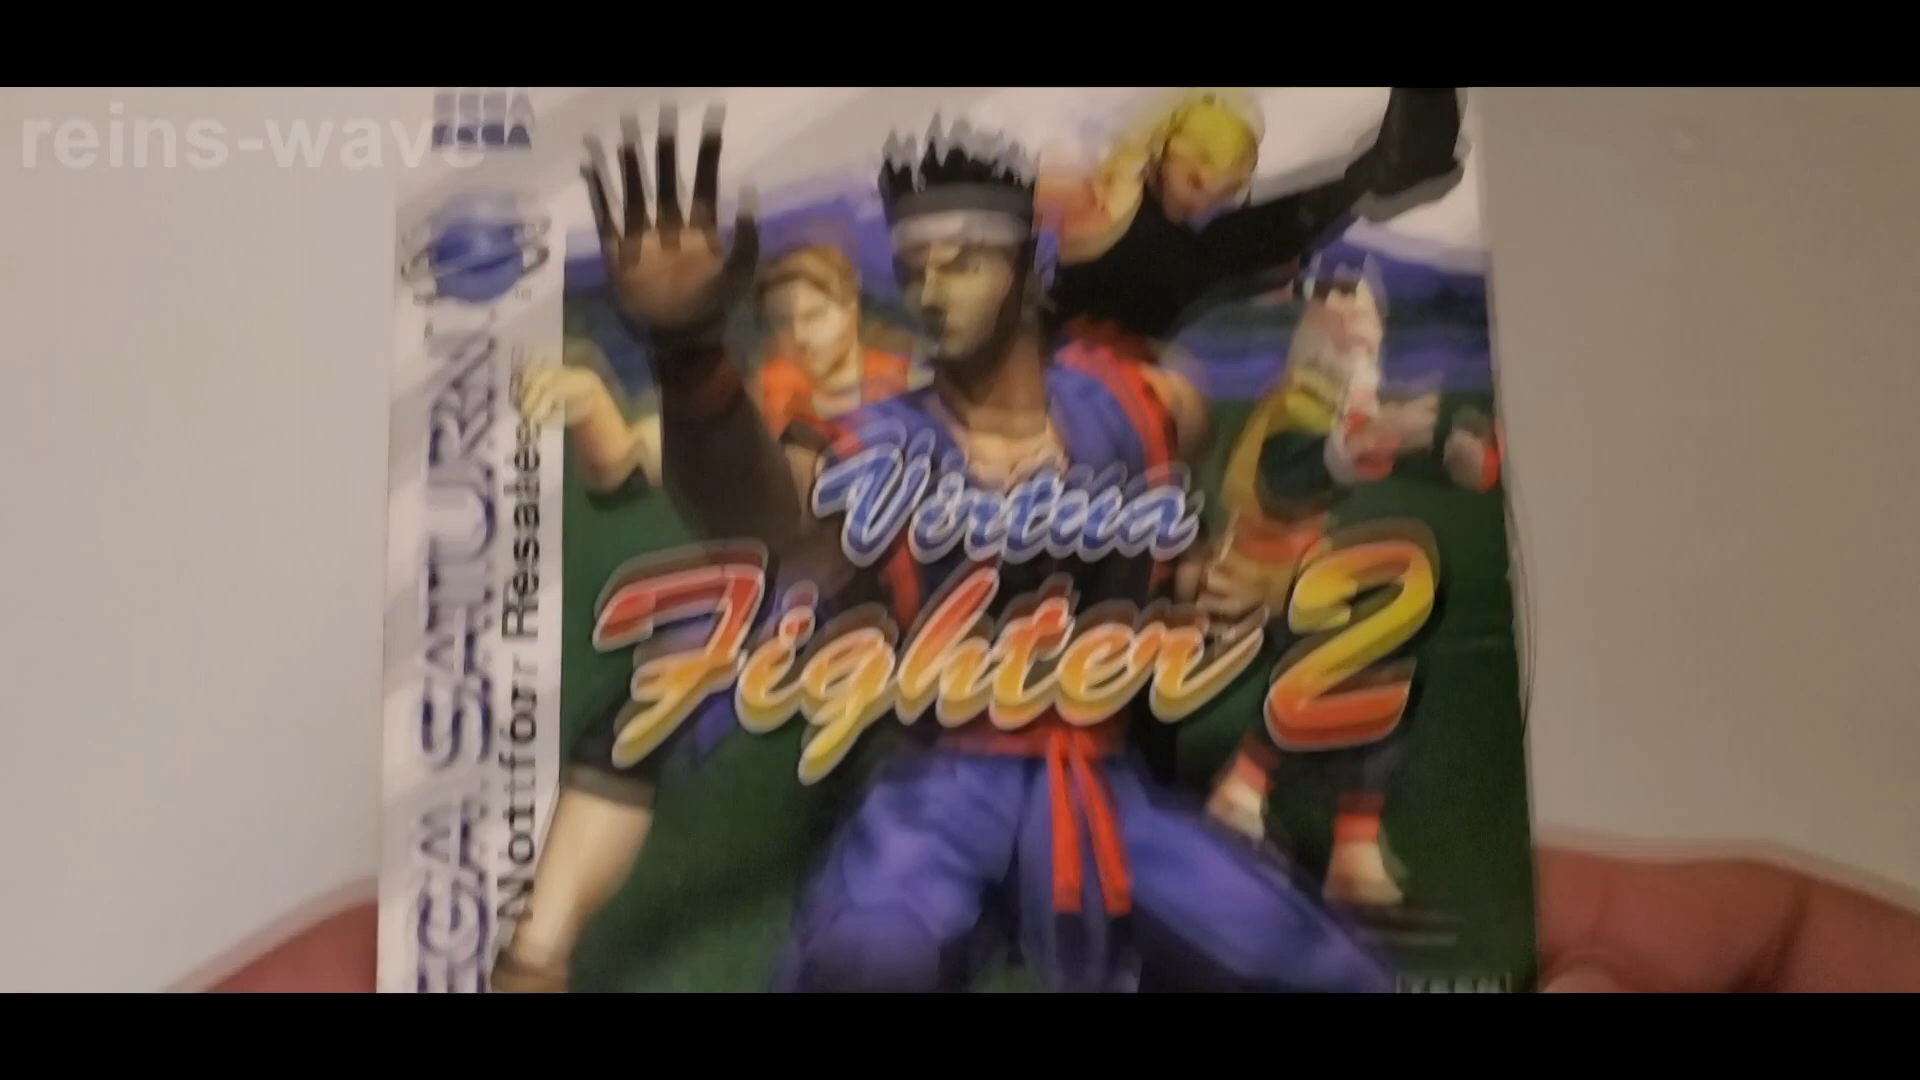 reins-wave
SEGA
SEGA SATURN
Not for Resale
Virtua
Fighter 2